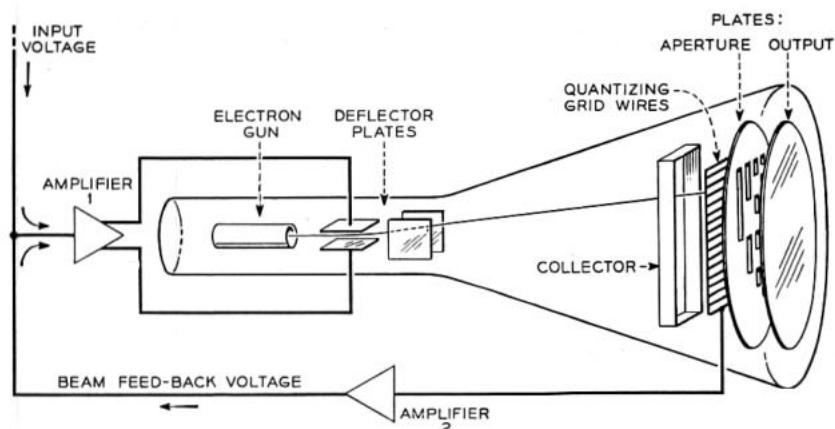 INPUT
VOLTAGE
PLATES:
APERTURE OUTPUT
QUANTIZING
GRID WIRES
ELECTRON
GUN
DEFLECTOR
PLATES
AMPLIFIER
1
COLLECTOR
BEAM FEED-BACK VOLTAGE
AMPLIFIER
2